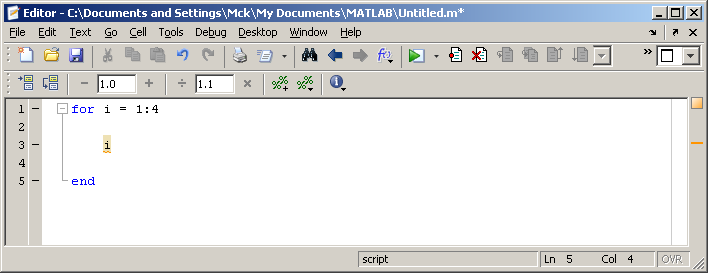 Editor - C:\Documents and Settings\Mck\My Documents\MATLAB\Untitled.m*
File Edit Text Go Cell Tools Debug Desktop Window Help
- 1.0 + ÷ 1.1 ×
1 for i = 1:4
2
3 i
4
5 end
script Ln 5 Col 4 OVR